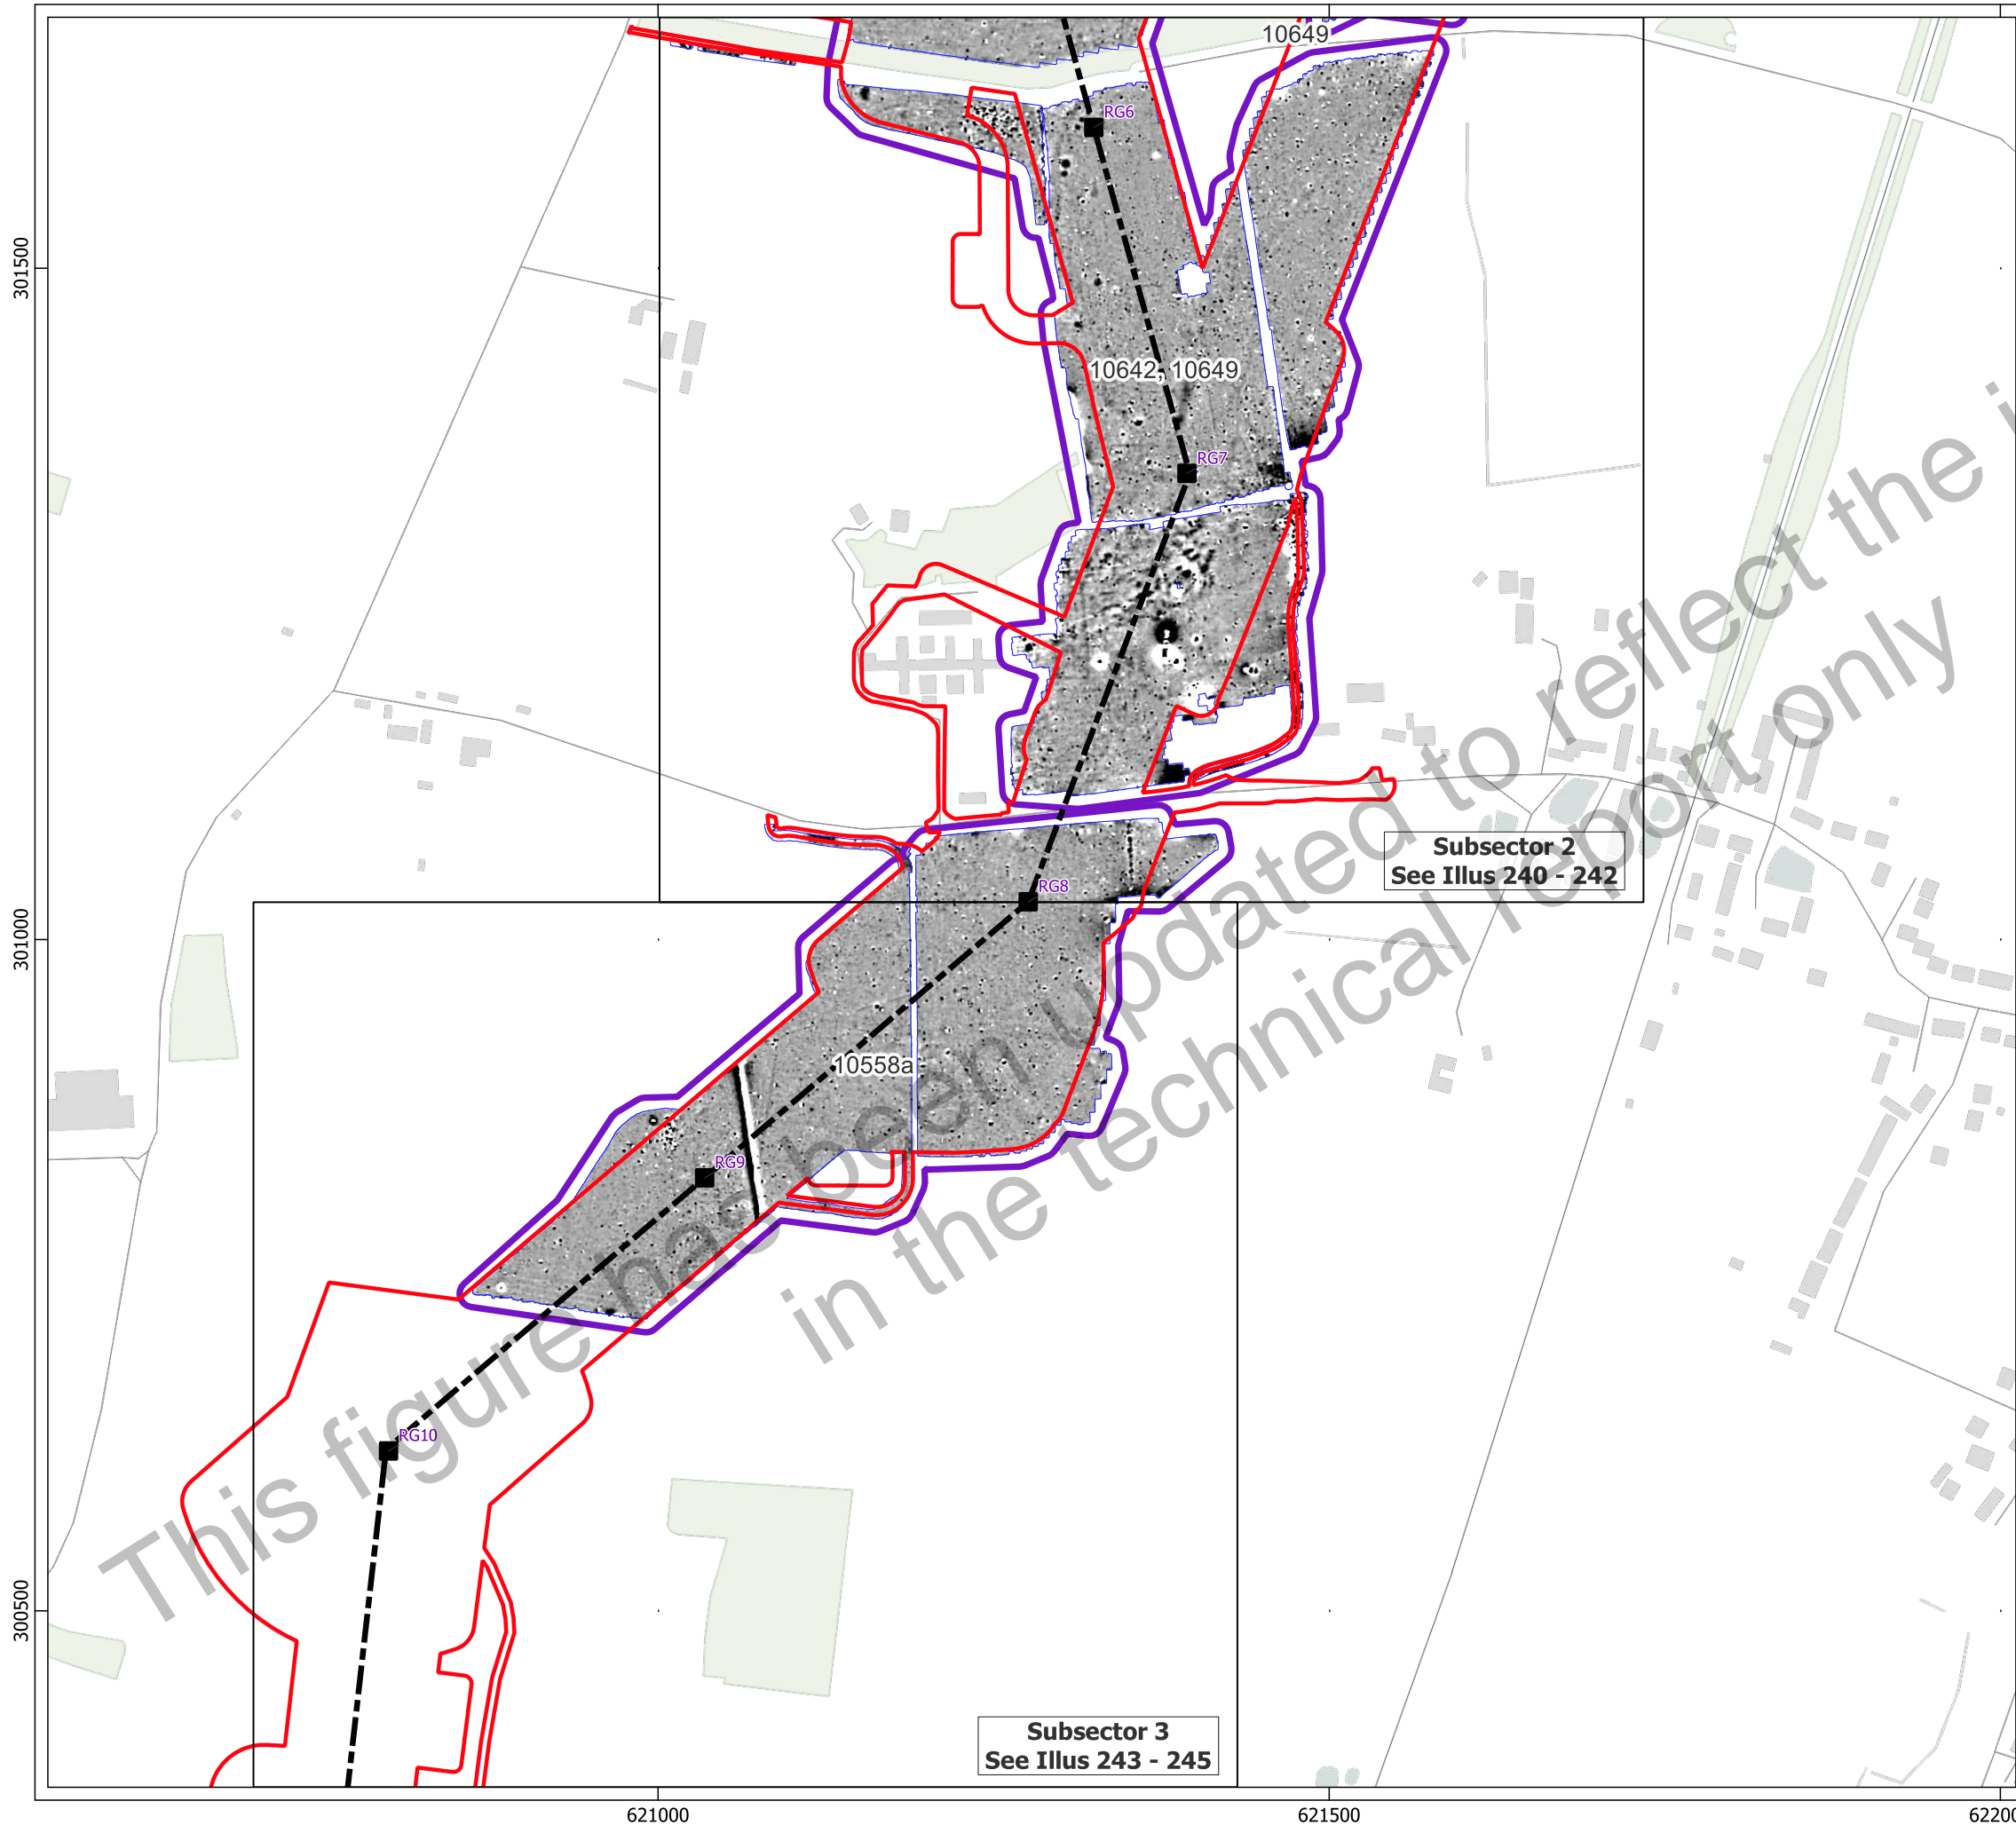 10649
RG6
301500
10642, 10649
RG7
Subsector 2
See Illus 240 - 242
RG8
301000
10558a
RG9
RG10
This figure has been updated to reflect the
in the technical report only
300500
Subsector 3
See Illus 243 - 245
621000
621500